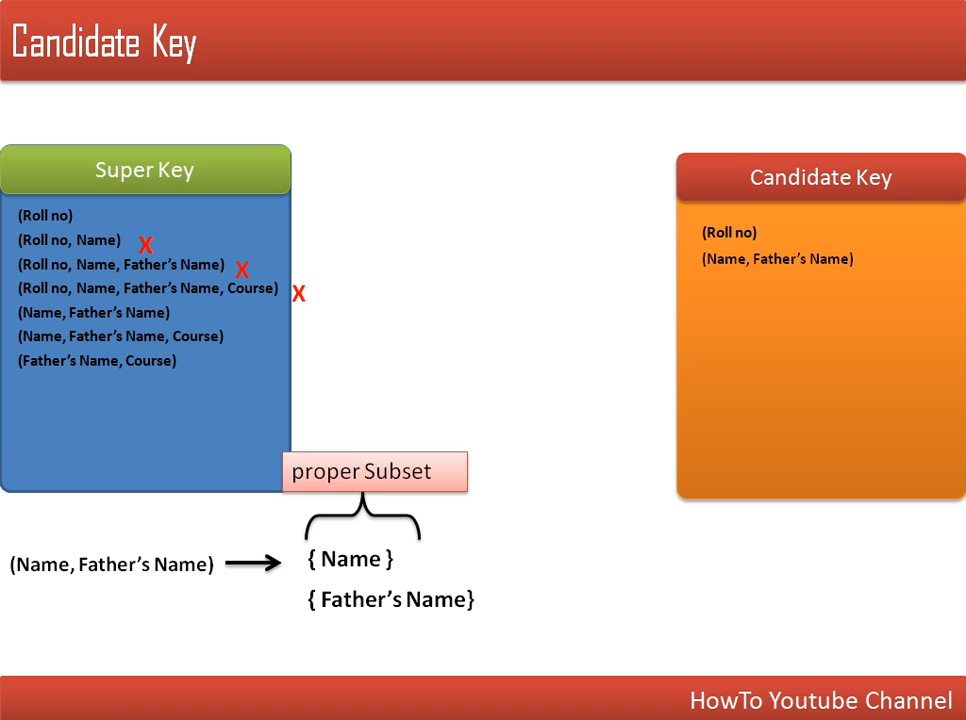 Candidate Key
Super Key
(Roll no)
(Roll no, Name) X
(Roll no, Name, Father’s Name) X
(Roll no, Name, Father’s Name, Course) X
(Name, Father’s Name)
(Name, Father’s Name, Course)
(Father’s Name, Course)
Candidate Key
(Roll no)
(Name, Father’s Name)
proper Subset
(Name, Father’s Name)
{ Name }
{ Father’s Name}
HowTo Youtube Channel